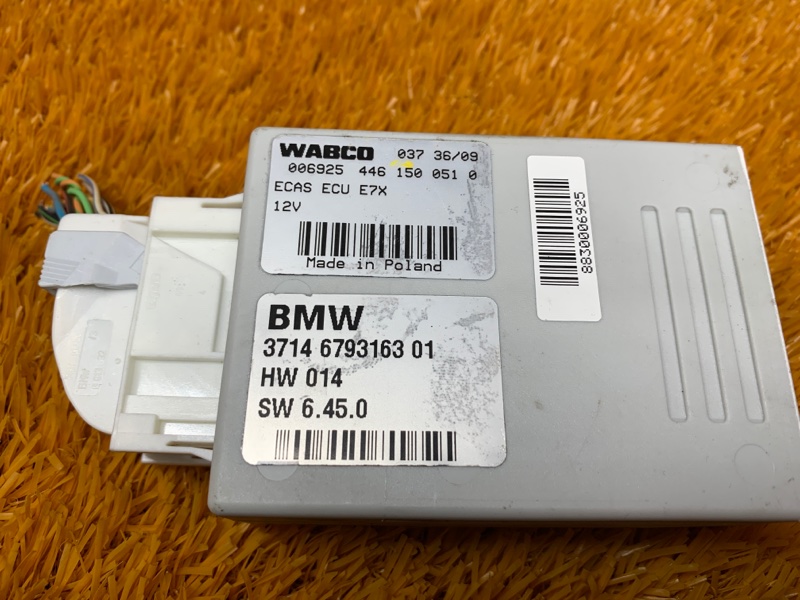 WABCO 037 36/09
006925 446 150 051 0
ECAS ECU E7X
12V
Made in Poland
BMW
3714 6793163 01
HW 014
SW 6.45.0
8830006925